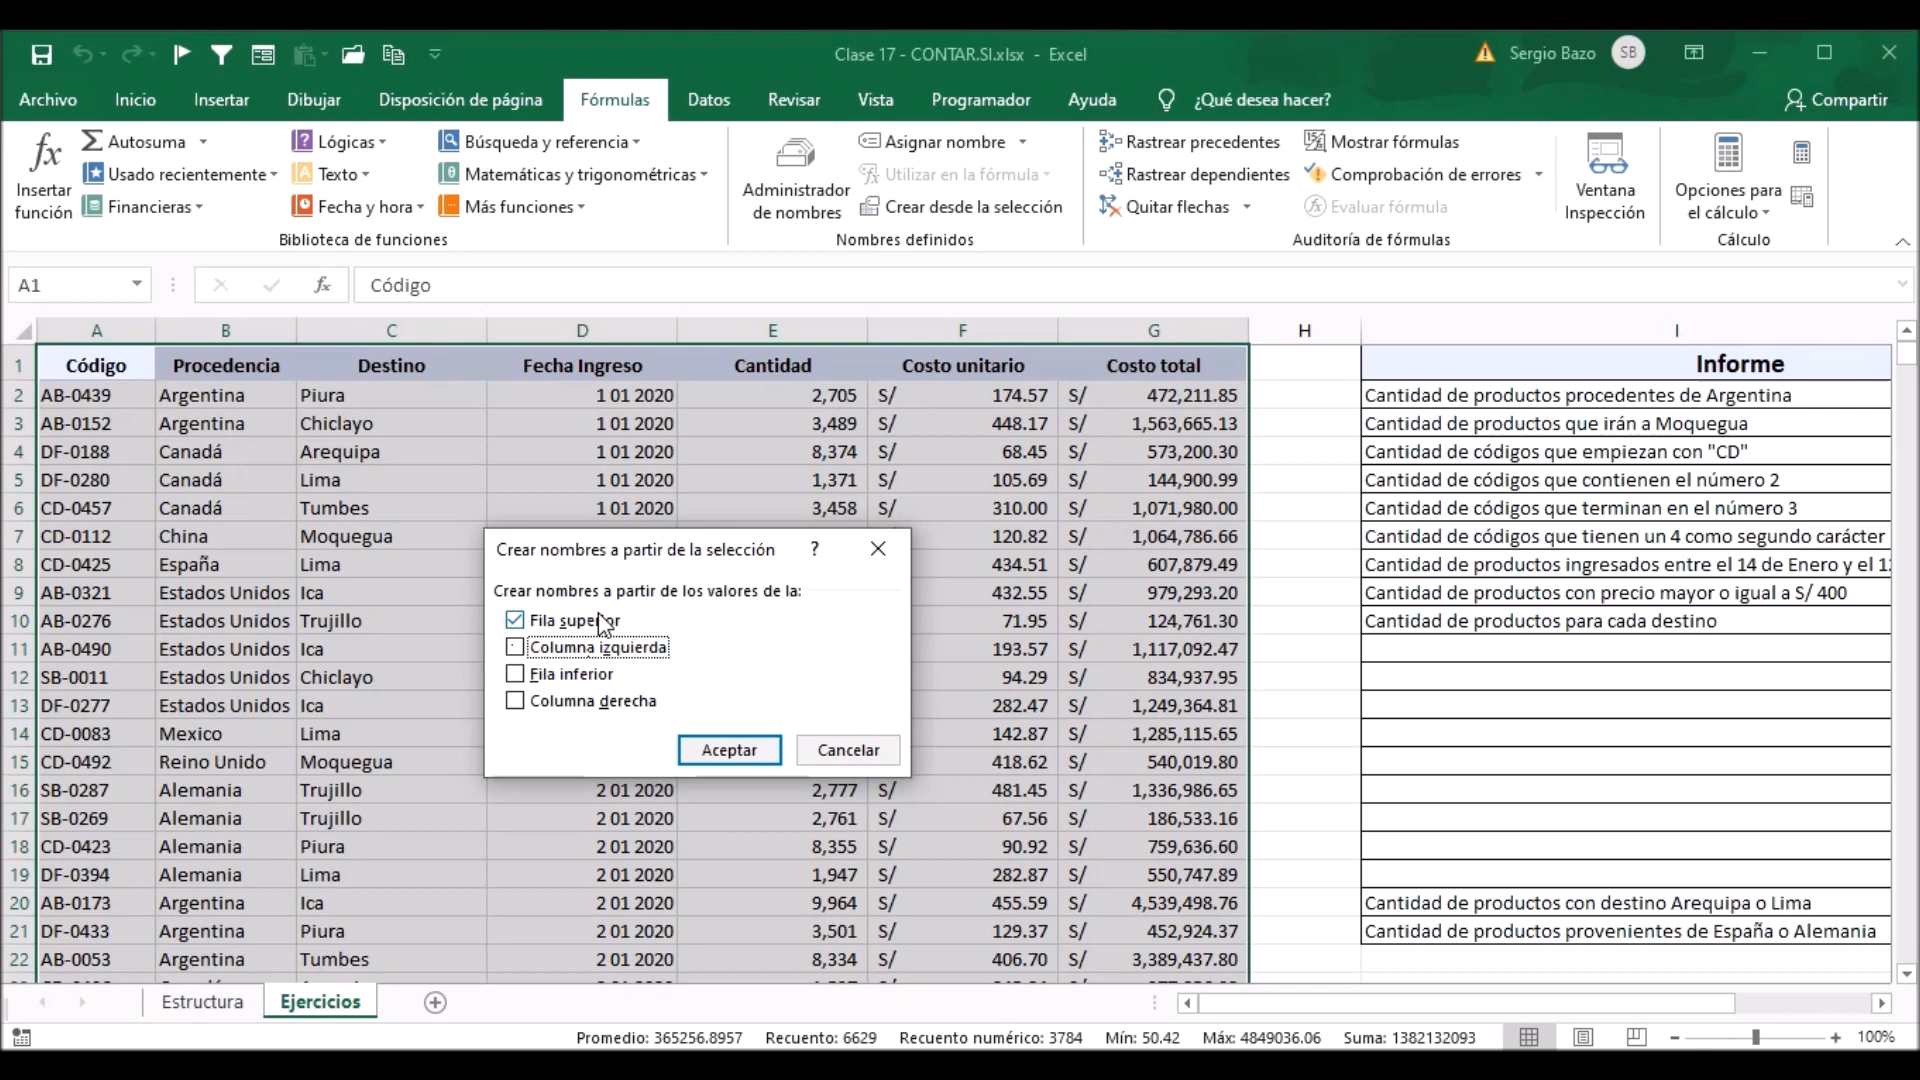 Clase 17 - CONTAR.SI.xlsx - Excel
Sergio Bazo
SB
Archivo Inicio Insertar Dibujar Disposición de página Fórmulas Datos Revisar Vista Programador Ayuda ¿Qué desea hacer? Compartir
fx Insertar función
Autosuma
Usado recientemente
Financieras
Lógicas
Texto
Fecha y hora
Búsqueda y referencia
Matemáticas y trigonométricas
Más funciones
Biblioteca de funciones
Administrador de nombres
Asignar nombre
Utilizar en la fórmula
Crear desde la selección
Nombres definidos
Rastrear precedentes
Rastrear dependientes
Quitar flechas
Mostrar fórmulas
Comprobación de errores
Evaluar fórmula
Auditoría de fórmulas
Ventana Inspección
Opciones para el cálculo
Cálculo
A1 fx Código
A B C D E F G H I
1 Código Procedencia Destino Fecha Ingreso Cantidad Costo unitario Costo total Informe
2 AB-0439 Argentina Piura 1 01 2020 2,705 S/ 174.57 S/ 472,211.85 Cantidad de productos procedentes de Argentina
3 AB-0152 Argentina Chiclayo 1 01 2020 3,489 S/ 448.17 S/ 1,563,665.13 Cantidad de productos que irán a Moquegua
4 DF-0188 Canadá Arequipa 1 01 2020 8,374 S/ 68.45 S/ 573,200.30 Cantidad de códigos que empiezan con "CD"
5 DF-0280 Canadá Lima 1 01 2020 1,371 S/ 105.69 S/ 144,900.99 Cantidad de códigos que contienen el número 2
6 CD-0457 Canadá Tumbes 1 01 2020 3,458 S/ 310.00 S/ 1,071,980.00 Cantidad de códigos que terminan en el número 3
7 CD-0112 China Moquegua 120.82 S/ 1,064,786.66 Cantidad de códigos que tienen un 4 como segundo carácter
8 CD-0425 España Lima 434.51 S/ 607,879.49 Cantidad de productos ingresados entre el 14 de Enero y el
9 AB-0321 Estados Unidos Ica 432.55 S/ 979,293.20 Cantidad de productos con precio mayor o igual a S/ 400
10 AB-0276 Estados Unidos Trujillo 71.95 S/ 124,761.30 Cantidad de productos para cada destino
11 AB-0490 Estados Unidos Ica 193.57 S/ 1,117,092.47
12 SB-0011 Estados Unidos Chiclayo 94.29 S/ 834,937.95
13 DF-0277 Estados Unidos Ica 282.47 S/ 1,249,364.81
14 CD-0083 Mexico Lima 142.87 S/ 1,285,115.65
15 CD-0492 Reino Unido Moquegua 418.62 S/ 540,019.80
16 SB-0287 Alemania Trujillo 2 01 2020 2,777 S/ 481.45 S/ 1,336,986.65
17 SB-0269 Alemania Trujillo 2 01 2020 2,761 S/ 67.56 S/ 186,533.16
18 CD-0423 Alemania Piura 2 01 2020 8,355 S/ 90.92 S/ 759,636.60
19 DF-0394 Alemania Lima 2 01 2020 1,947 S/ 282.87 S/ 550,747.89
20 AB-0173 Argentina Ica 2 01 2020 9,964 S/ 455.59 S/ 4,539,498.76 Cantidad de productos con destino Arequipa o Lima
21 DF-0433 Argentina Piura 2 01 2020 3,501 S/ 129.37 S/ 452,924.37 Cantidad de productos provenientes de España o Alemania
22 AB-0053 Argentina Tumbes 2 01 2020 8,334 S/ 406.70 S/ 3,389,437.80
Crear nombres a partir de la selección ?
Crear nombres a partir de los valores de la:
Fila superior
Columna izquierda
Fila inferior
Columna derecha
Aceptar Cancelar
Estructura Ejercicios
Promedio: 365256.8957 Recuento: 6629 Recuento numérico: 3784 Mín: 50.42 Máx: 4849036.06 Suma: 1382132093 100%